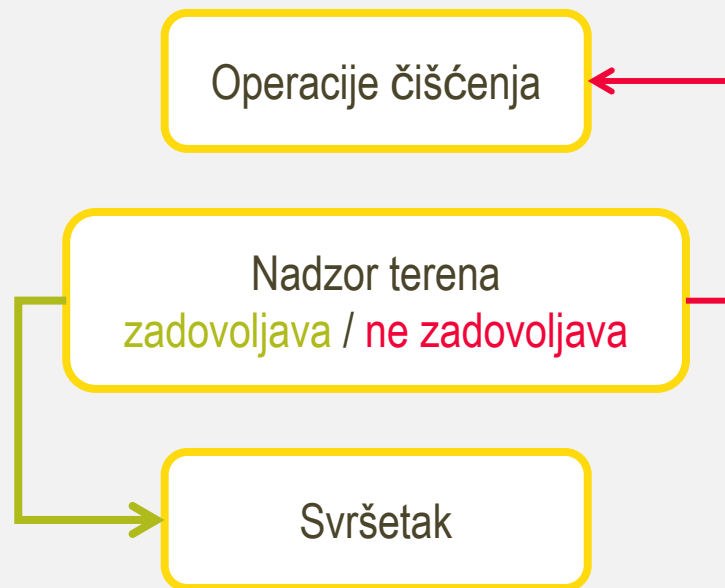 Operacije čišćenja
Nadzor terena
zadovoljava / ne zadovoljava
Svršetak